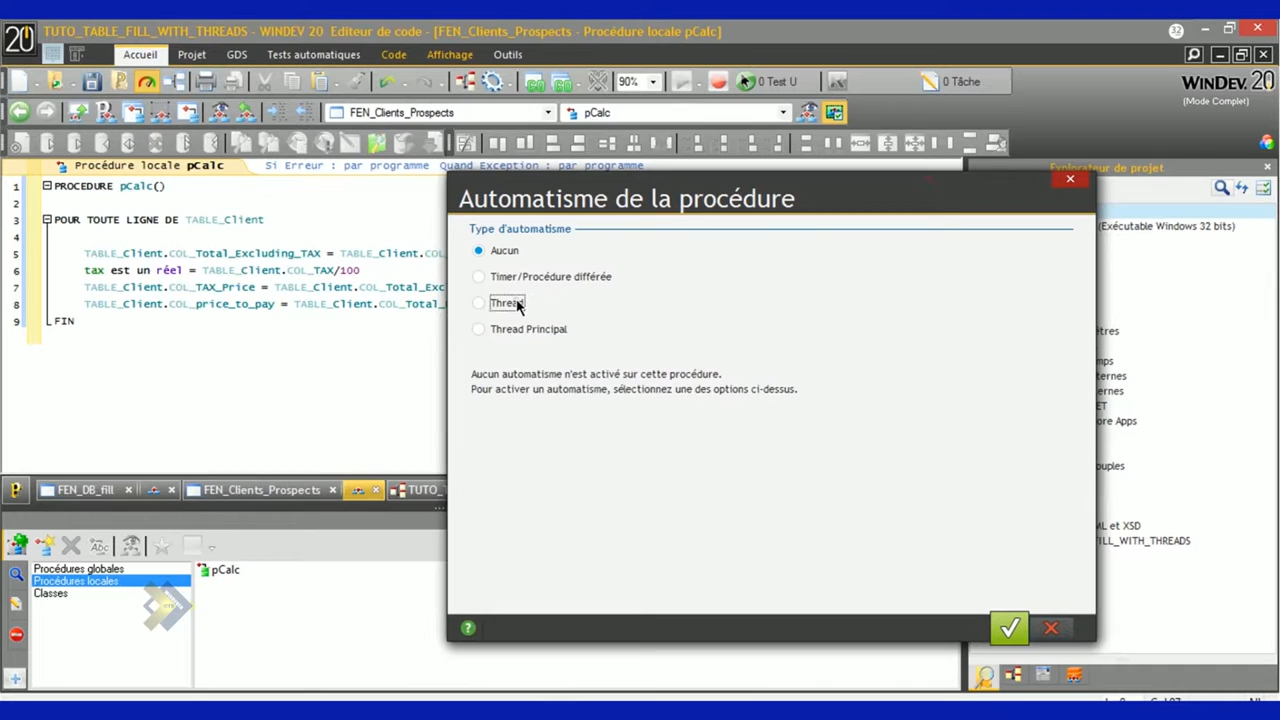 20 TUTO_TABLE_FILL_WITH_THREADS - WINDEV 20 Editeur de code - [FEN_Clients_Prospects - Procédure locale pCalc]
32
Accueil Projet GDS Tests automatiques Code Affichage Outils
90% 0 Test U 0 Tâche
WINDEV 20
(Mode Complet)
FEN_Clients_Prospects pCalc
Procédure locale pCalc Si Erreur : par programme Quand Exception : par programme
Explorateur de projet
1 PROCEDURE pCalc()
2
3 POUR TOUTE LIGNE DE TABLE_Client
4
5 TABLE_Client.COL_Total_Excluding_TAX = TABLE_Client.CO
6 tax est un réel = TABLE_Client.COL_TAX/100
7 TABLE_Client.COL_TAX_Price = TABLE_Client.COL_Total_Exc
8 TABLE_Client.COL_price_to_pay = TABLE_Client.COL_Total_
9 FIN
Automatisme de la procédure
Type d'automatisme
Aucun
Timer/Procédure différée
Thread
Thread Principal
Aucun automatisme n'est activé sur cette procédure.
Pour activer un automatisme, sélectionnez une des options ci-dessus.
(Exécutable Windows 32 bits)
ètres
mps
ternes
ernes
ET
ore Apps
ouples
ML et XSD
FILL_WITH_THREADS
FEN_DB_fill FEN_Clients_Prospects TUTO_T
Procédures globales
Procédures locales
Classes
pCalc